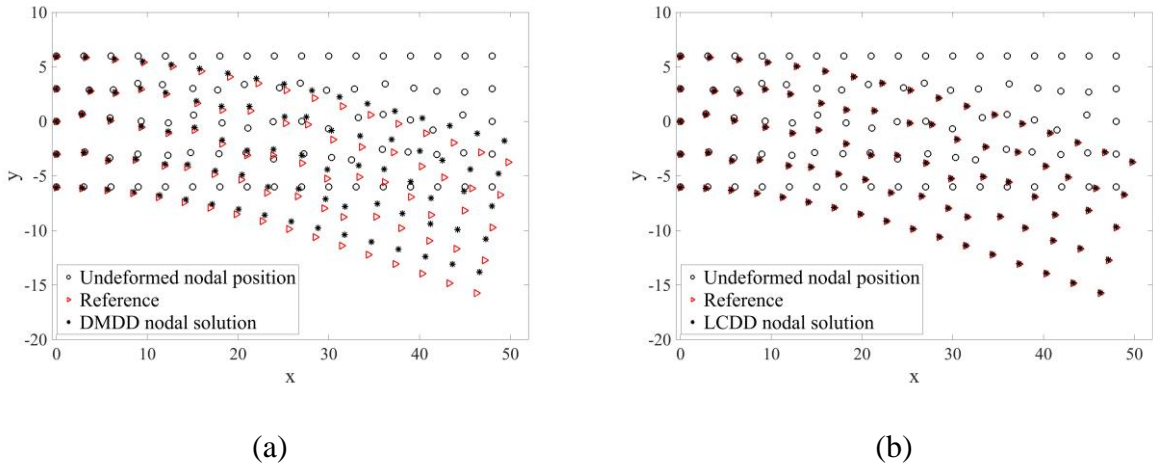 10
5
0
-5
-10
-15
-20
y
Undeformed nodal position
Reference
DMDD nodal solution
0 10 20 30 40 50
x
(a)
10
5
0
-5
-10
-15
-20
y
Undeformed nodal position
Reference
LCDD nodal solution
0 10 20 30 40 50
x
(b)